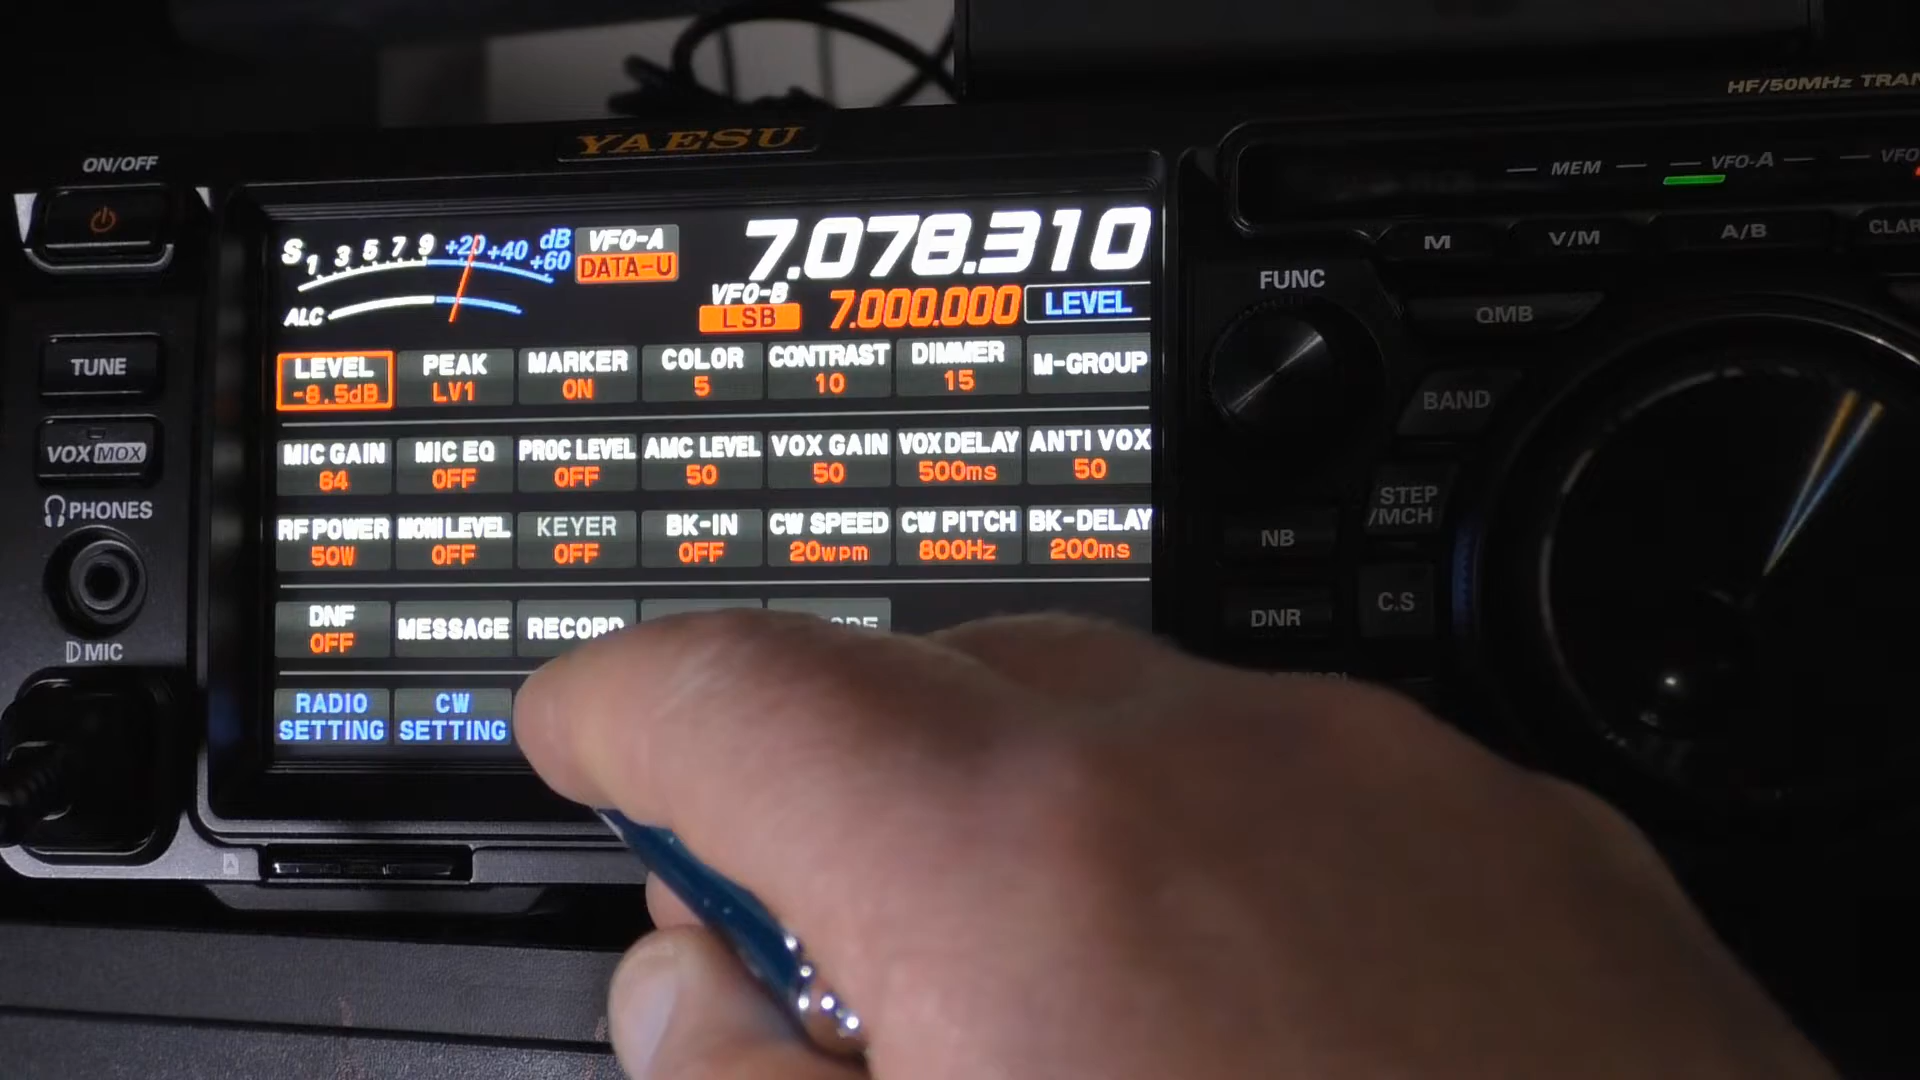 HF/50MHz
YAESU
ON/OFF
MEM
VFO-A
M
V/M
A/B
S 1 3 5 7 9 +20 +40 +60 dB
ALC
VFO-A
DATA-U
7.078.310
VFO-B
LSB
7.000.000
LEVEL
FUNC
QMB
TUNE
LEVEL
-8.5dB
PEAK
LV1
MARKER
ON
COLOR
5
CONTRAST
10
DIMMER
15
M-GROUP
BAND
VOX MOX
MIC GAIN
64
MIC EQ
OFF
PROC LEVEL
OFF
AMC LEVEL
50
VOX GAIN
50
VOX DELAY
500ms
ANTI VOX
50
STEP
/MCH
PHONES
RF POWER
50W
MONI LEVEL
OFF
KEYER
OFF
BK-IN
OFF
CW SPEED
20wpm
CW PITCH
800Hz
BK-DELAY
200ms
NB
C.S
DNR
DNF
OFF
MESSAGE
RECORD
MIC
RADIO
SETTING
CW
SETTING
A